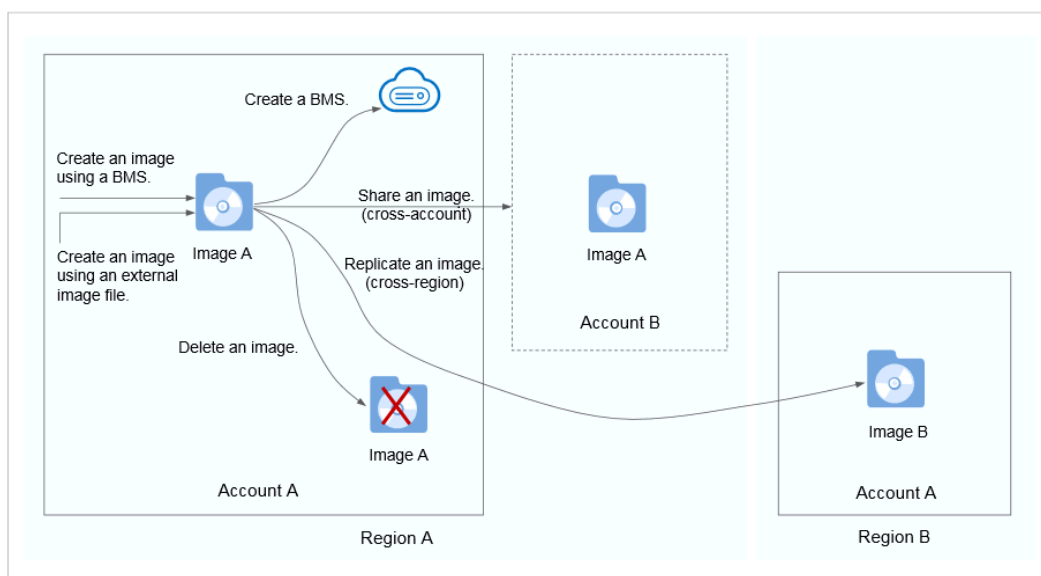 Create a BMS.
Create an image
using a BMS.
Image A
Create an image
using an external
image file.
Share an image.
(cross-account)
Replicate an image.
(cross-region)
Delete an image.
Image A
Account A
Image A
Account B
Region A
Image B
Account A
Region B